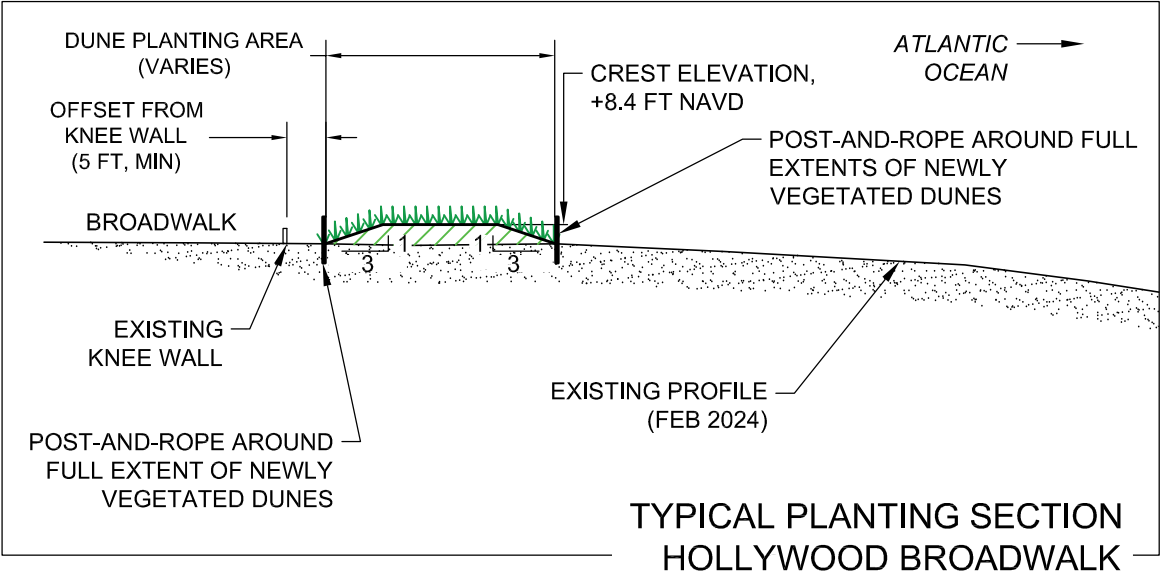 DUNE PLANTING AREA
(VARIES)
ATLANTIC
OCEAN
CREST ELEVATION,
+8.4 FT NAVD
OFFSET FROM
KNEE WALL
(5 FT, MIN)
POST-AND-ROPE AROUND FULL
EXTENTS OF NEWLY
VEGETATED DUNES
BROADWALK
1 1
3 3
EXISTING
KNEE WALL
EXISTING PROFILE
(FEB 2024)
POST-AND-ROPE AROUND
FULL EXTENT OF NEWLY
VEGETATED DUNES
TYPICAL PLANTING SECTION
HOLLYWOOD BROADWALK